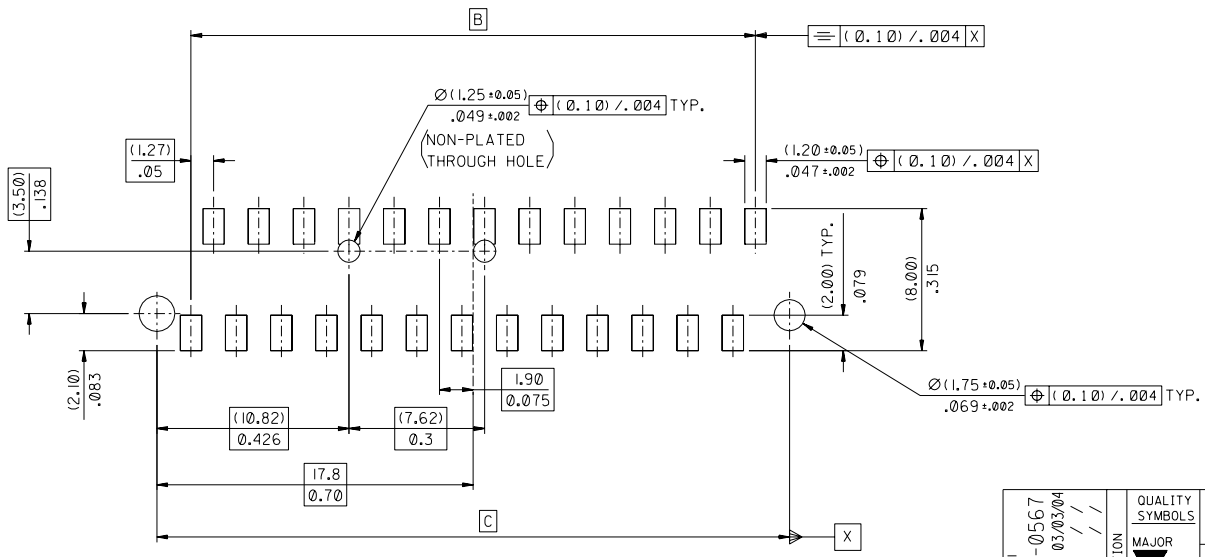 B
(0.10)/.004 X
Ø(1.25 ±0.05)
.049 ±.002
(0.10)/.004 TYP.
(NON-PLATED
THROUGH HOLE)
(1.27)
.05
(1.20 ±0.05)
.047 ±.002
(0.10)/.004 X
(3.50)
.138
(2.00) TYP.
.079
(8.00)
.315
(2.10)
.083
1.90
0.075
Ø(1.75 ±0.05)
.069 ±.002
(0.10)/.004 TYP.
(10.82)
0.426
(7.62)
0.3
17.8
0.70
C
X
-0567
03/03/04
/ /
/ /
QUALITY
SYMBOLS
MAJOR